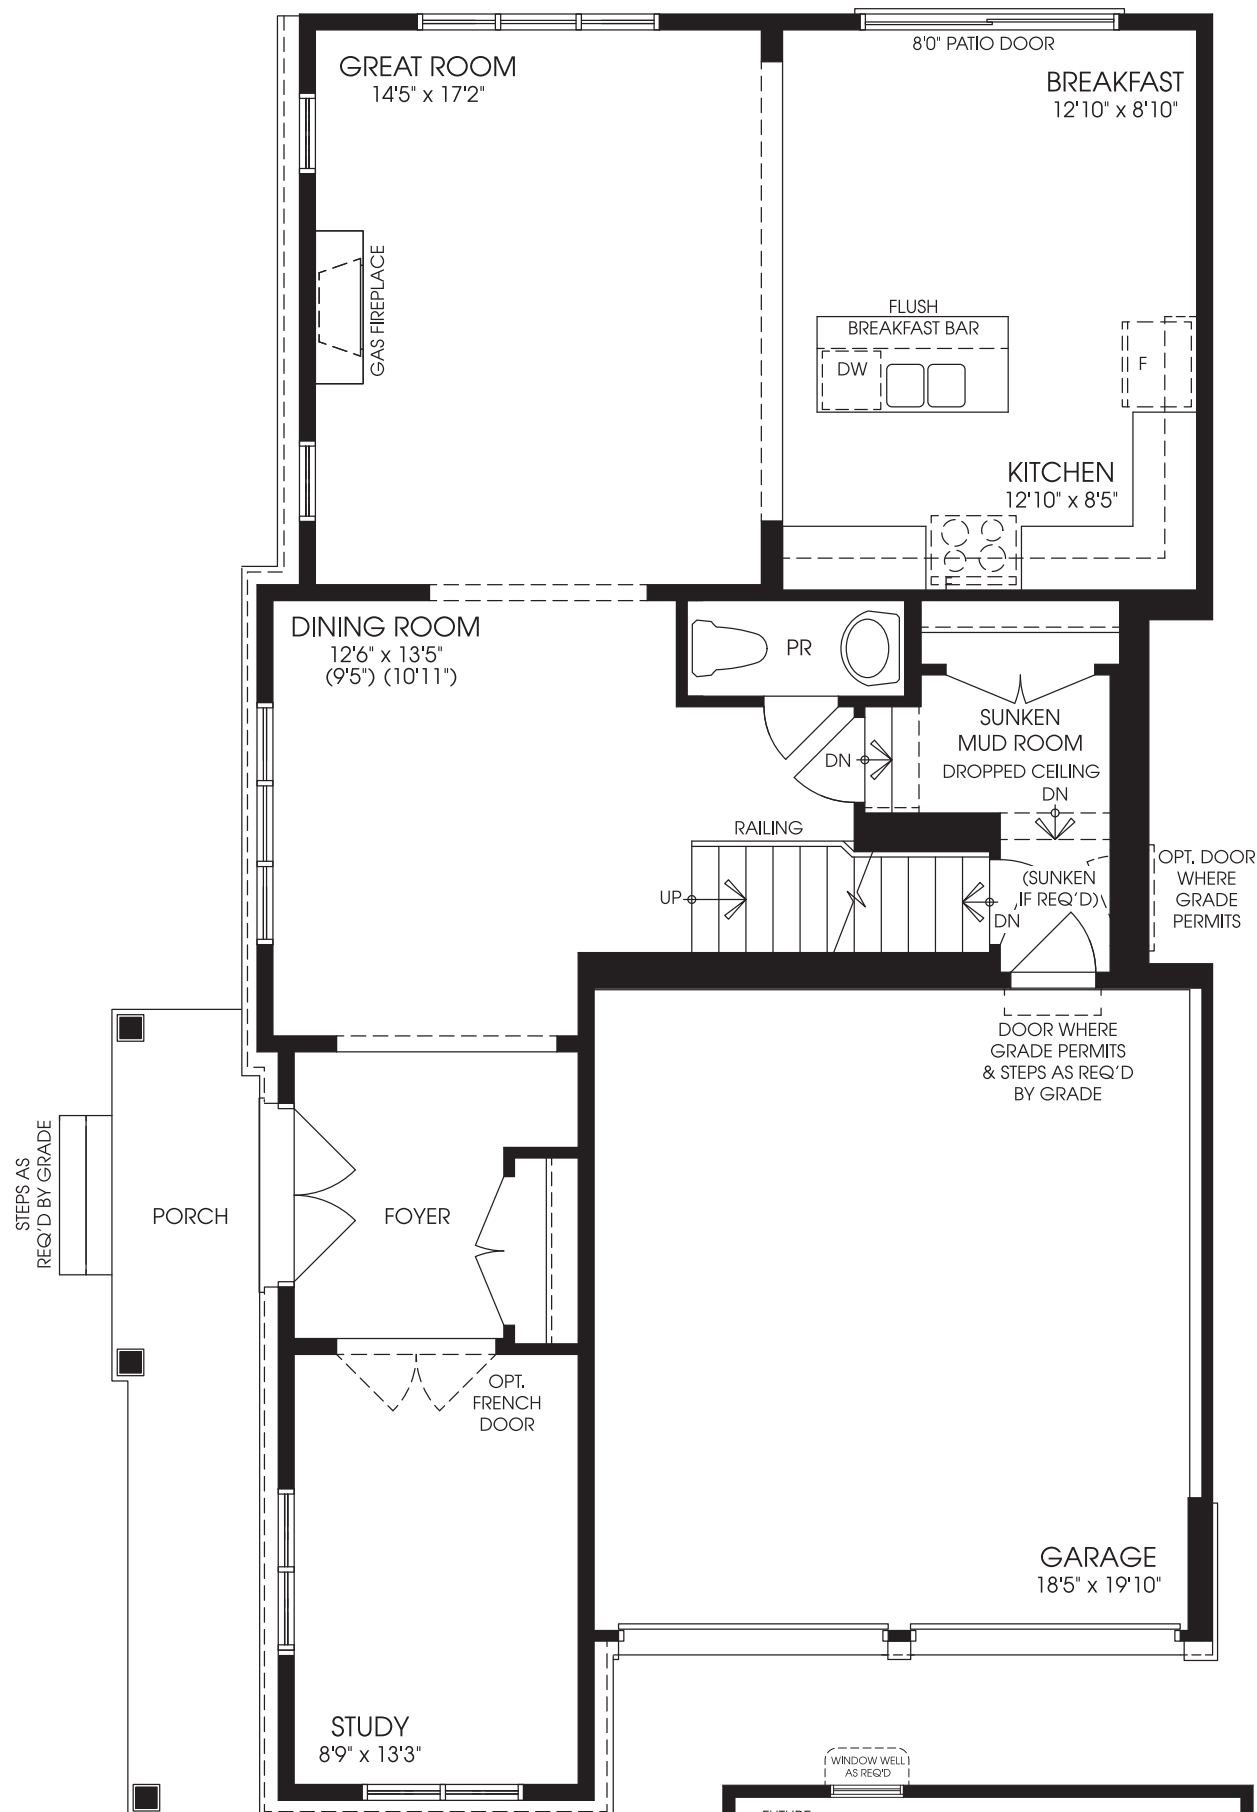 8'0" PATIO DOOR
GREAT ROOM
14'5" x 17'2"
BREAKFAST
12'10" x 8'10"
GAS FIREPLACE
FLUSH
BREAKFAST BAR
DW
F
KITCHEN
12'10" x 8'5"
DINING ROOM
12'6" x 13'5"
(9'5") (10'11")
PR
SUNKEN
MUD ROOM
DROPPED CEILING
DN
DN
RAILING
UP
DN
(SUNKEN
IF REQ'D)
OPT. DOOR
WHERE
GRADE
PERMITS
DOOR WHERE
GRADE PERMITS
& STEPS AS REQ'D
BY GRADE
STEPS AS
REQ'D BY GRADE
PORCH
FOYER
OPT.
FRENCH
DOOR
GARAGE
18'5" x 19'10"
STUDY
8'9" x 13'3"
WINDOW WELL
AS REQ'D